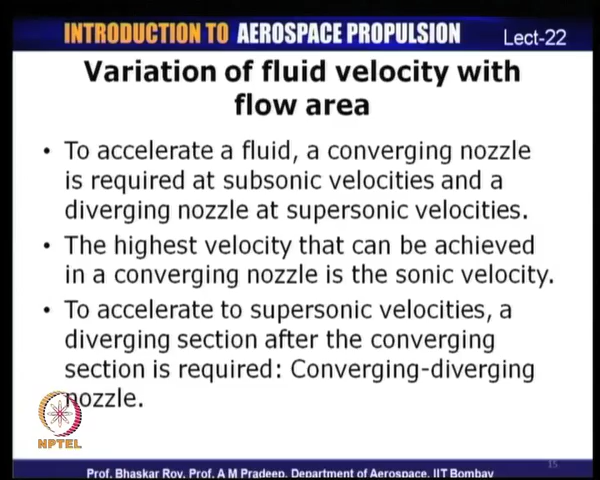 INTRODUCTION TO AEROSPACE PROPULSION
Lect-22
Variation of fluid velocity with
flow area
• To accelerate a fluid, a converging nozzle
is required at subsonic velocities and a
diverging nozzle at supersonic velocities.
• The highest velocity that can be achieved
in a converging nozzle is the sonic velocity.
• To accelerate to supersonic velocities, a
diverging section after the converging
section is required: Converging-diverging
nozzle.
NPTEL
15
Prof. Bhaskar Roy, Prof. A M Pradeep, Department of Aerospace, IIT Bombay